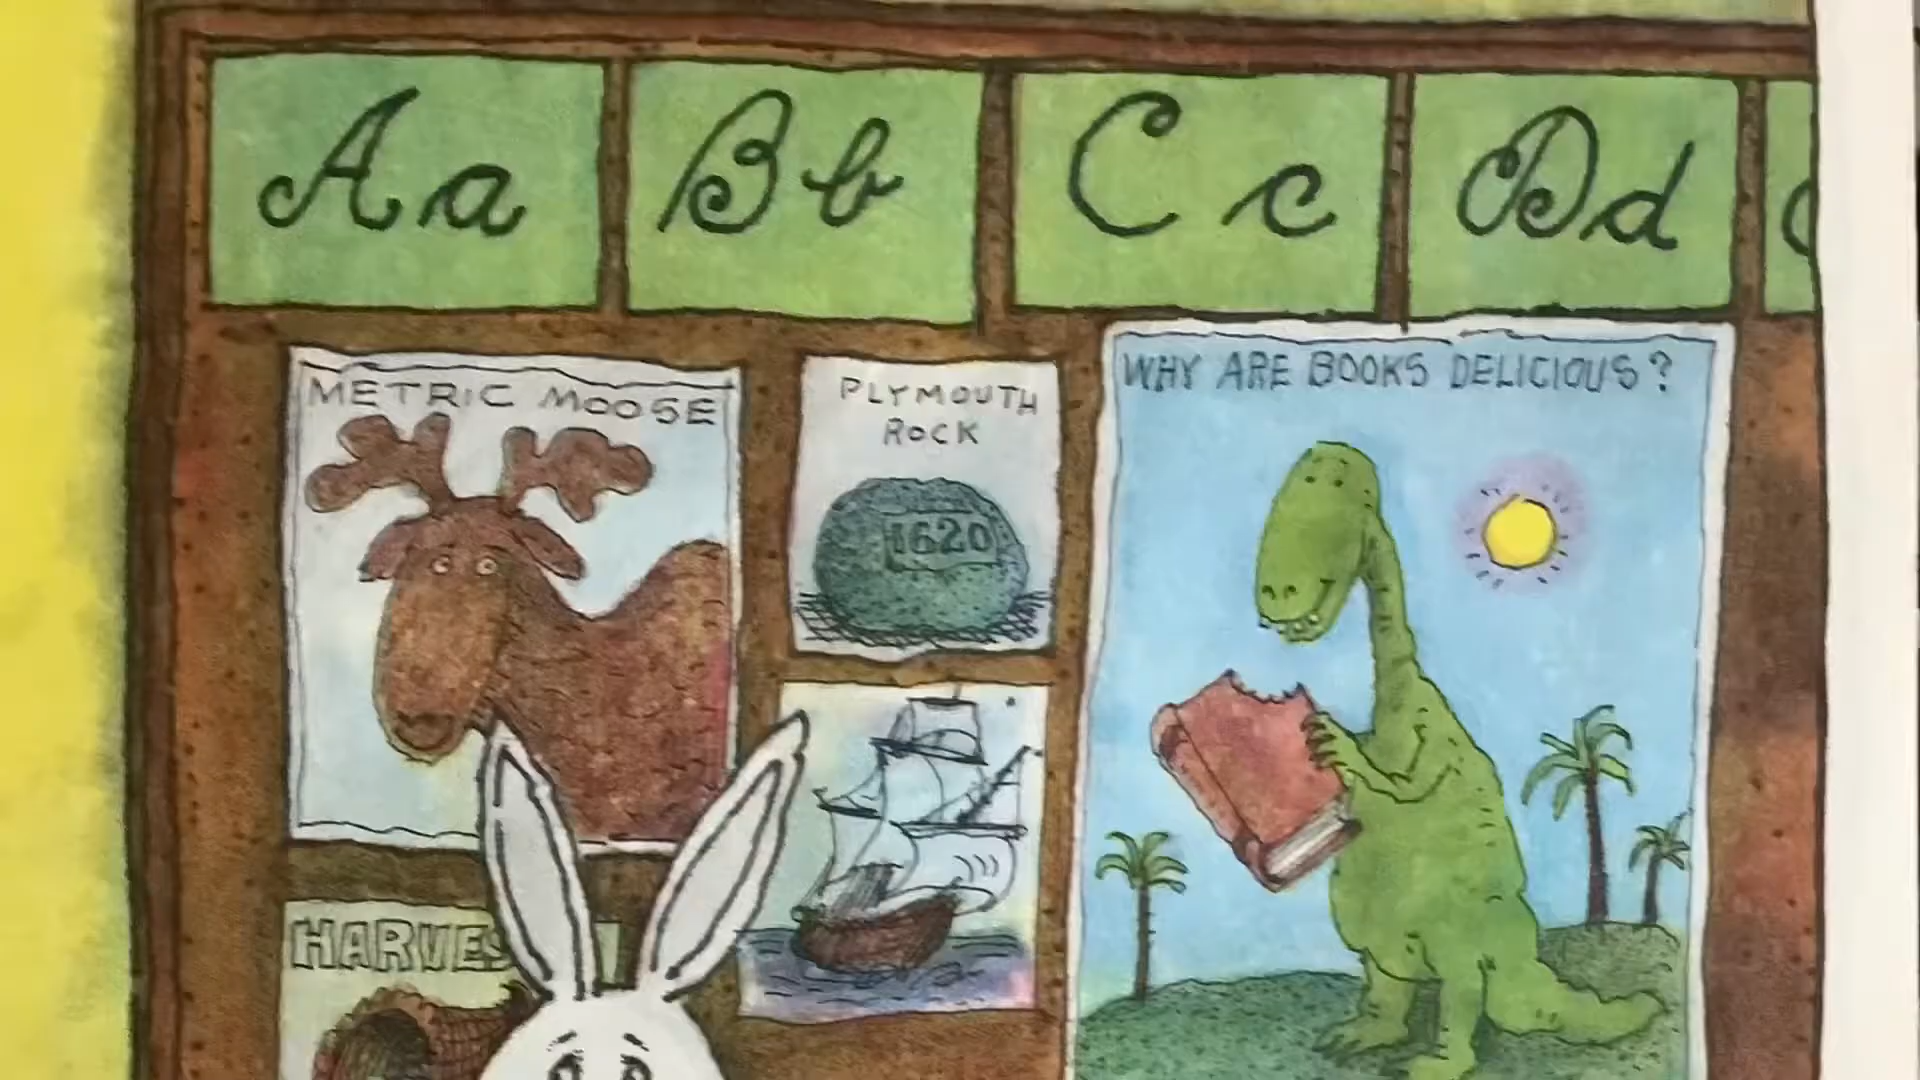 Aa Bb Cc Dd
METRIC MOOSE
PLYMOUTH
ROCK
1620
WHY ARE BOOKS DELICIOUS?